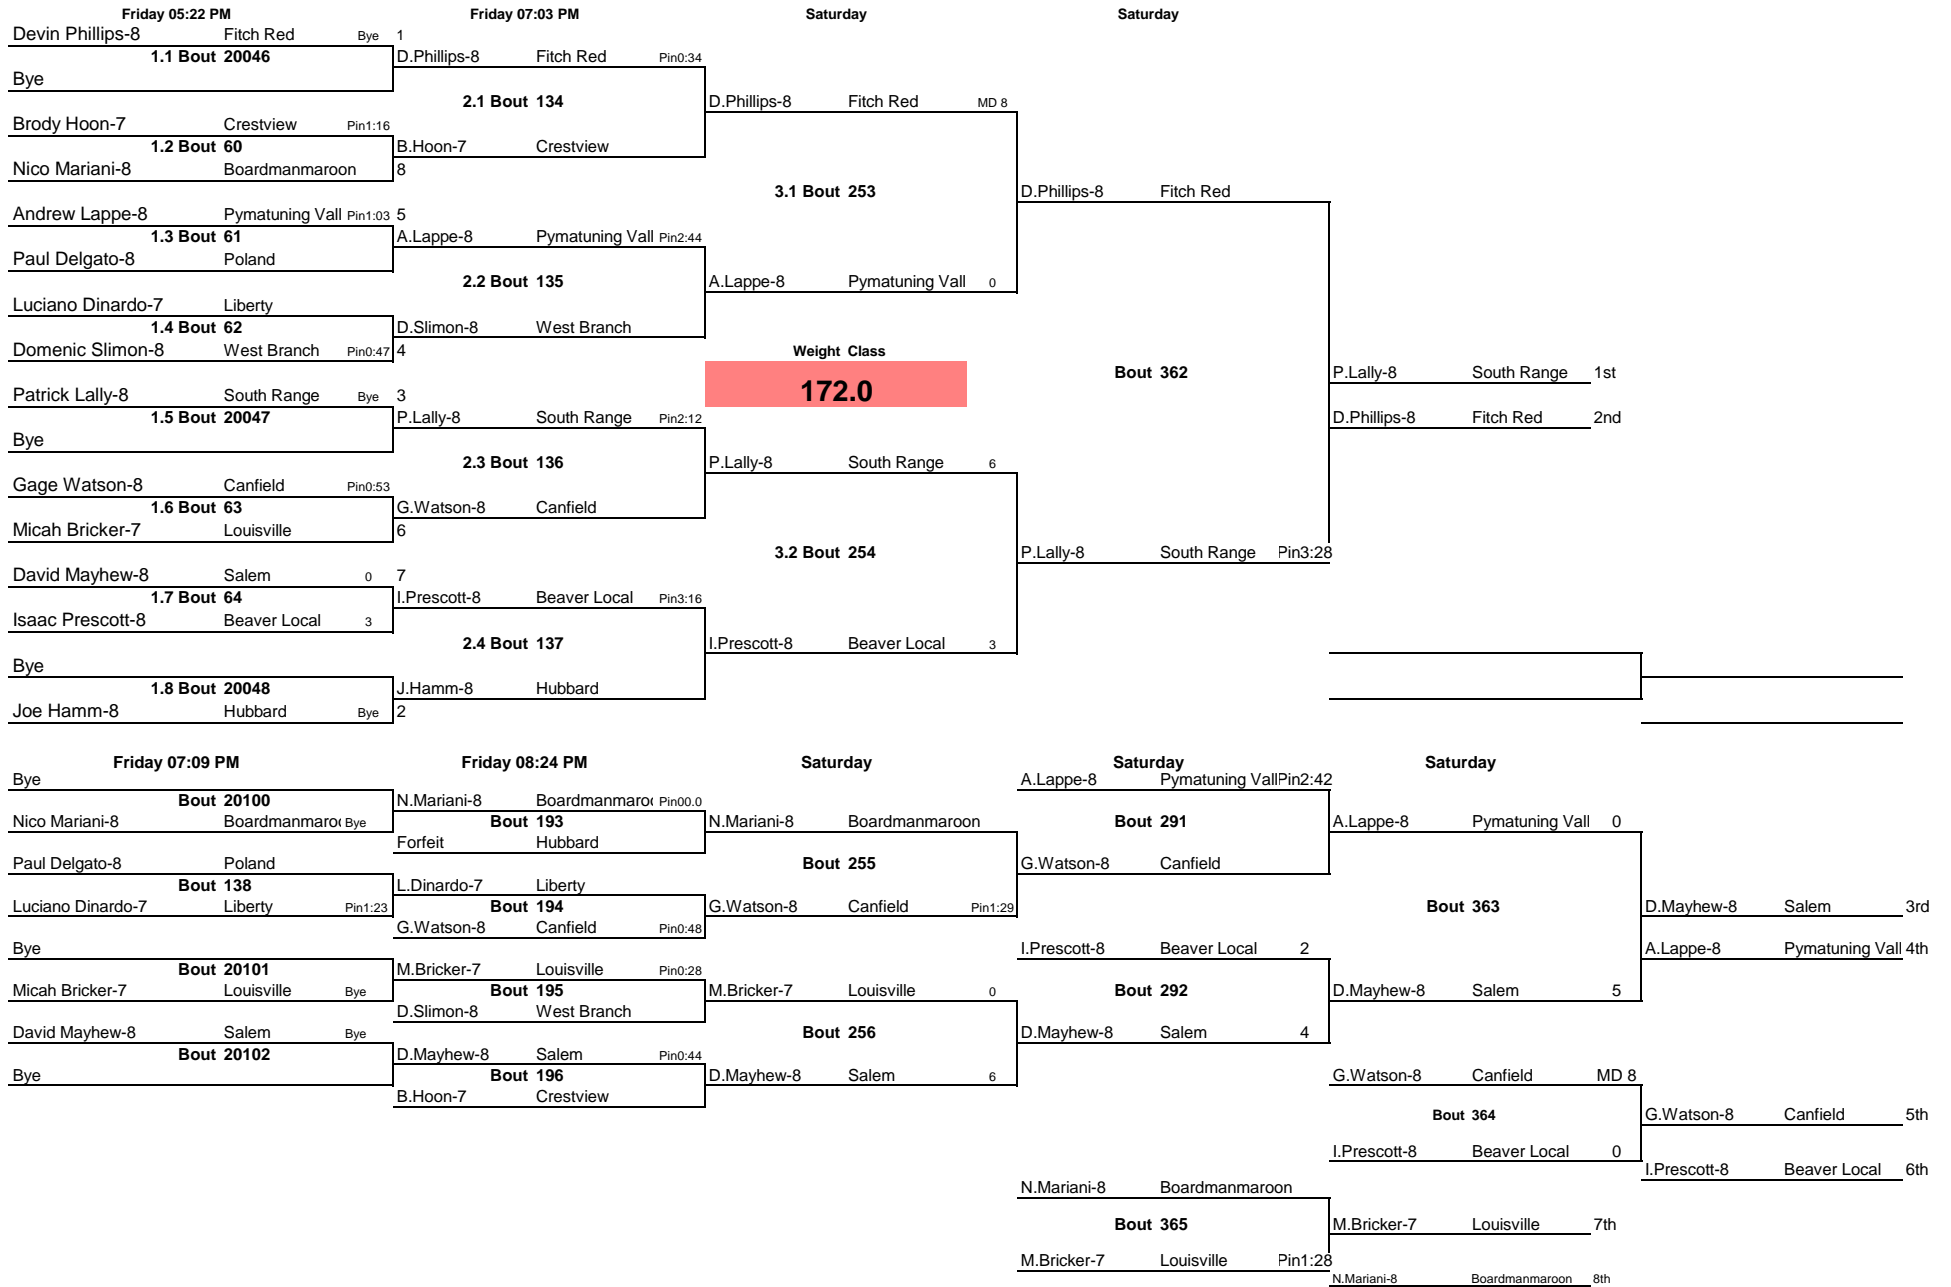 Friday 05:22 PM Friday 07:03 PM Saturday Saturday
Devin Phillips-8 Fitch Red Bye 1
1.1 Bout 20046 D.Phillips-8 Fitch Red Pin0:34
Bye
2.1 Bout 134 D.Phillips-8 Fitch Red MD 8
Brody Hoon-7 Crestview Pin1:16
1.2 Bout 60 B.Hoon-7 Crestview
Nico Mariani-8 Boardmanmaroon 8
3.1 Bout 253 D.Phillips-8 Fitch Red
Andrew Lappe-8 Pymatuning Vall Pin1:03 5
1.3 Bout 61 A.Lappe-8 Pymatuning Vall Pin2:44
Paul Delgato-8 Poland
2.2 Bout 135 A.Lappe-8 Pymatuning Vall 0
Luciano Dinardo-7 Liberty
1.4 Bout 62 D.Slimon-8 West Branch
Domenic Slimon-8 West Branch Pin0:47 4 Weight Class
Bout 362 P.Lally-8 South Range 1st
Patrick Lally-8 South Range Bye 3 172.0
1.5 Bout 20047 P.Lally-8 South Range Pin2:12 D.Phillips-8 Fitch Red 2nd
Bye
2.3 Bout 136 P.Lally-8 South Range 6
Gage Watson-8 Canfield Pin0:53
1.6 Bout 63 G.Watson-8 Canfield
Micah Bricker-7 Louisville 6
3.2 Bout 254 P.Lally-8 South Range Pin3:28
David Mayhew-8 Salem 0 7
1.7 Bout 64 I.Prescott-8 Beaver Local Pin3:16
Isaac Prescott-8 Beaver Local 3
2.4 Bout 137 I.Prescott-8 Beaver Local 3
Bye
1.8 Bout 20048 J.Hamm-8 Hubbard
Joe Hamm-8 Hubbard Bye 2
Friday 07:09 PM Friday 08:24 PM Saturday Saturday Saturday
Bye A.Lappe-8 Pymatuning Vall Pin2:42
Bout 20100 N.Mariani-8 Boardmanmaroo Pin00.0
Nico Mariani-8 Boardmanmaroo Bye Bout 193 N.Mariani-8 Boardmanmaroon Bout 291 A.Lappe-8 Pymatuning Vall 0
Forfeit Hubbard
Paul Delgato-8 Poland Bout 255 G.Watson-8 Canfield
Bout 138 L.Dinardo-7 Liberty
Luciano Dinardo-7 Liberty Pin1:23 Bout 194 G.Watson-8 Canfield Pin1:29 Bout 363 D.Mayhew-8 Salem 3rd
G.Watson-8 Canfield Pin0:48
Bye I.Prescott-8 Beaver Local 2 A.Lappe-8 Pymatuning Vall 4th
Bout 20101 M.Bricker-7 Louisville Pin0:28
Micah Bricker-7 Louisville Bye Bout 195 M.Bricker-7 Louisville 0 Bout 292 D.Mayhew-8 Salem 5
D.Slimon-8 West Branch
David Mayhew-8 Salem Bye Bout 256 D.Mayhew-8 Salem 4
Bout 20102 D.Mayhew-8 Salem Pin0:44
Bye Bout 196 D.Mayhew-8 Salem 6 G.Watson-8 Canfield MD 8
B.Hoon-7 Crestview
Bout 364 G.Watson-8 Canfield 5th
I.Prescott-8 Beaver Local 0
I.Prescott-8 Beaver Local 6th
N.Mariani-8 Boardmanmaroon
Bout 365 M.Bricker-7 Louisville 7th
M.Bricker-7 Louisville Pin1:28
N.Mariani-8 Boardmanmaroon 8th